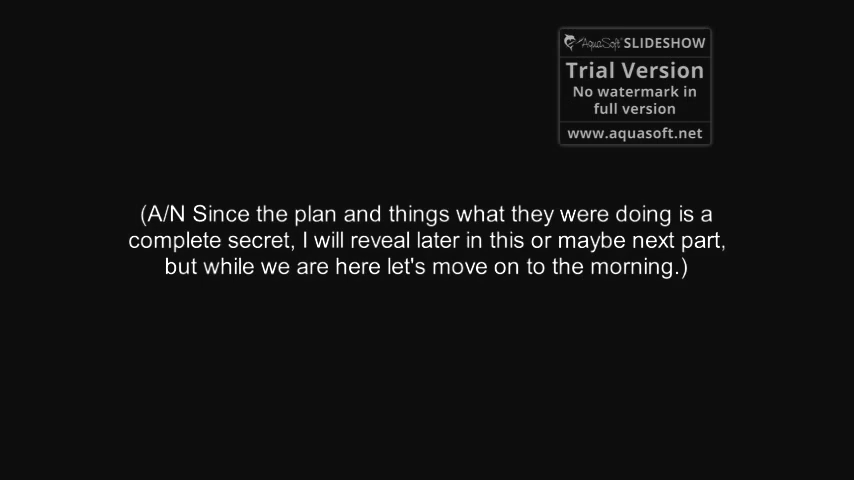 AquaSoft SLIDESHOW
Trial Version
No watermark in
full version
www.aquasoft.net
(A/N Since the plan and things what they were doing is a
complete secret, I will reveal later in this or maybe next part,
but while we are here let's move on to the morning.)